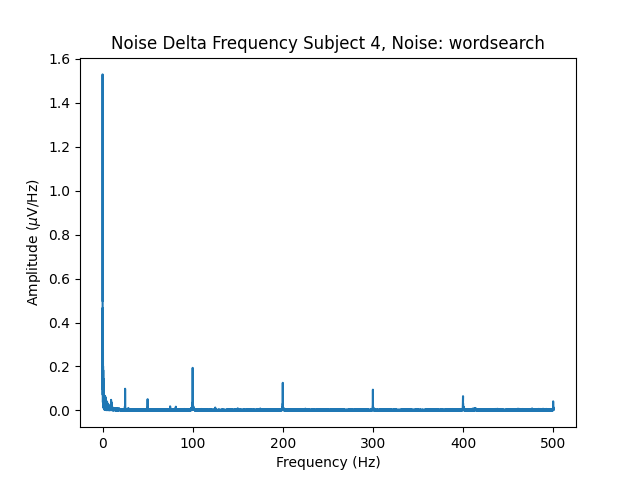 Noise Delta Frequency Subject 4, Noise: wordsearch
1.6
1.4
1.2
1.0
0.8
0.6
0.4
0.2
0.0
Amplitude (μV/Hz)
0 100 200 300 400 500
Frequency (Hz)